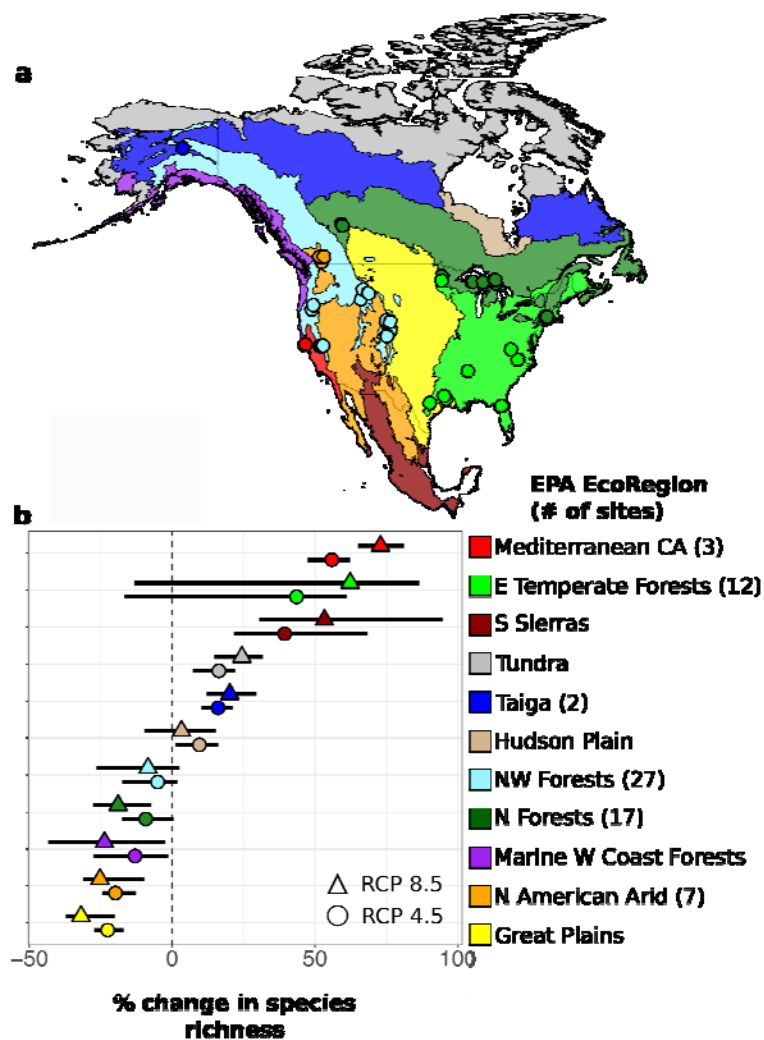 a
EPA EcoRegion
(# of sites)
b
Mediterranean CA (3)
E Temperate Forests (12)
S Sierras
Tundra
Taiga (2)
Hudson Plain
NW Forests (27)
N Forests (17)
Marine W Coast Forests
N American Arid (7)
Great Plains
RCP 8.5
RCP 4.5
−50 0 50 100
% change in species
richness